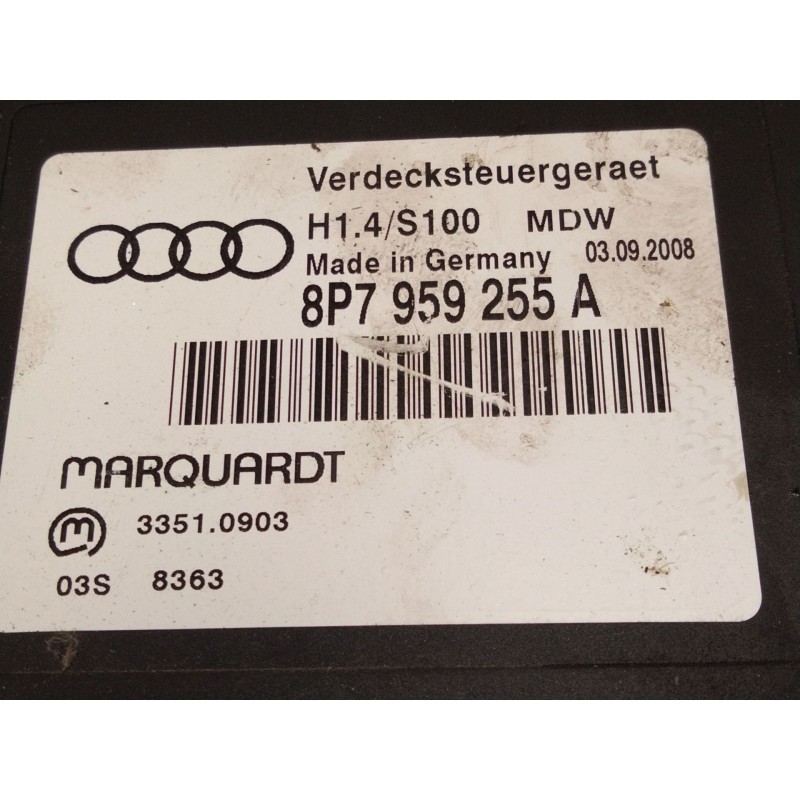 Verdecksteuergeraet
H1.4/S100 MDW
Made in Germany 03.09.2008
8P7 959 255 A
MARQUARDT
m 3351.0903
03S 8363